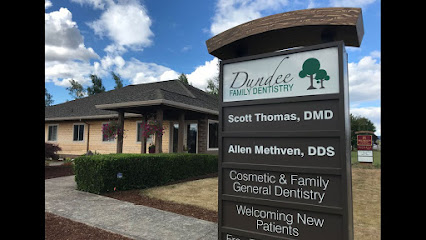 Dundee
FAMILY DENTISTRY
Scott Thomas, DMD
Allen Methven, DDS
Cosmetic & Family
General Dentistry
Welcoming New
Patients